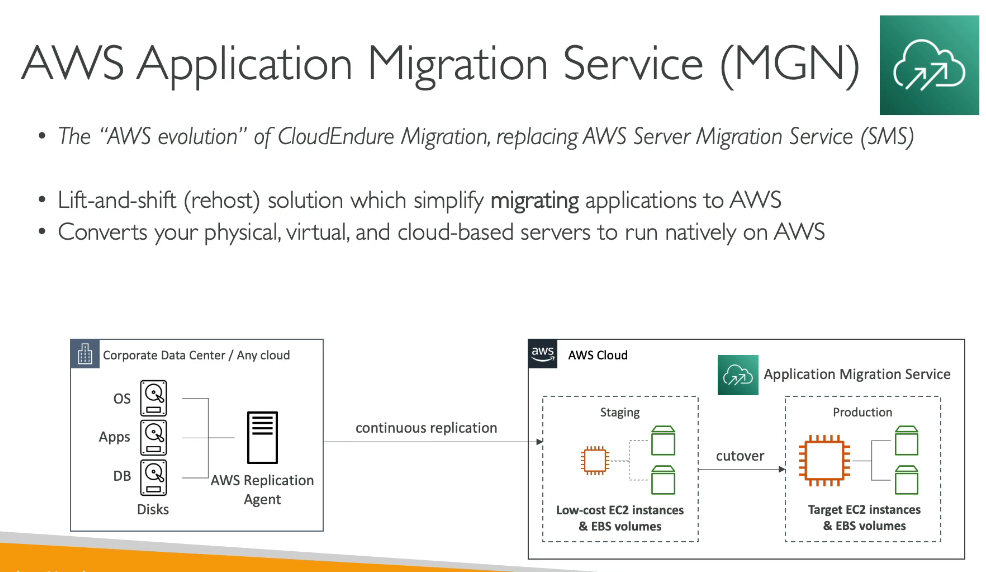 AWS Application Migration Service (MGN)
• The “AWS evolution” of CloudEndure Migration, replacing AWS Server Migration Service (SMS)
• Lift-and-shift (rehost) solution which simplify migrating applications to AWS
• Converts your physical, virtual, and cloud-based servers to run natively on AWS
Corporate Data Center / Any cloud
OS
Apps
DB
Disks
AWS Replication
Agent
continuous replication
aws
AWS Cloud
Application Migration Service
Staging
Low-cost EC2 instances
& EBS volumes
cutover
Production
Target EC2 instances
& EBS volumes